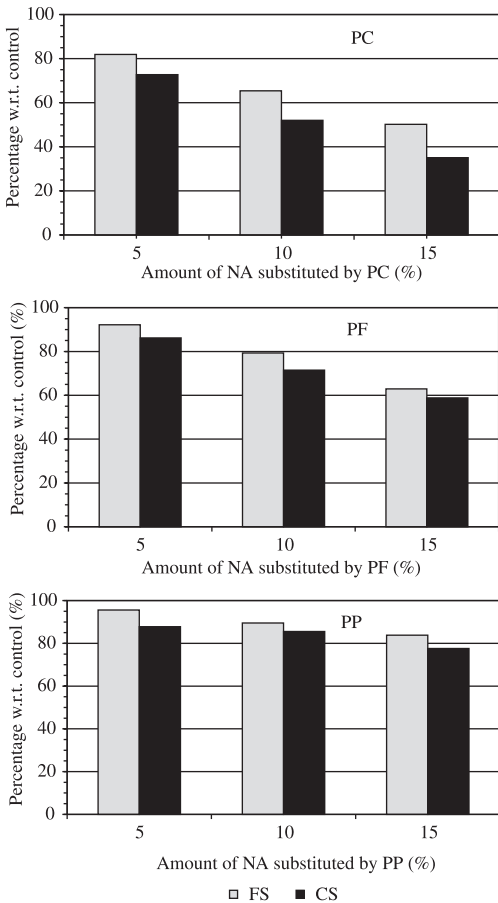 100
PC
80
60
40
20
0
Percentage w.r.t. control
5 10 15
Amount of NA substituted by PC (%)
100
PF
80
60
40
20
0
Percentage w.r.t. control (%)
5 10 15
Amount of NA substituted by PF (%)
100
PP
80
60
40
20
0
Percentage w.r.t. control (%)
5 10 15
Amount of NA substituted by PP (%)
FS CS